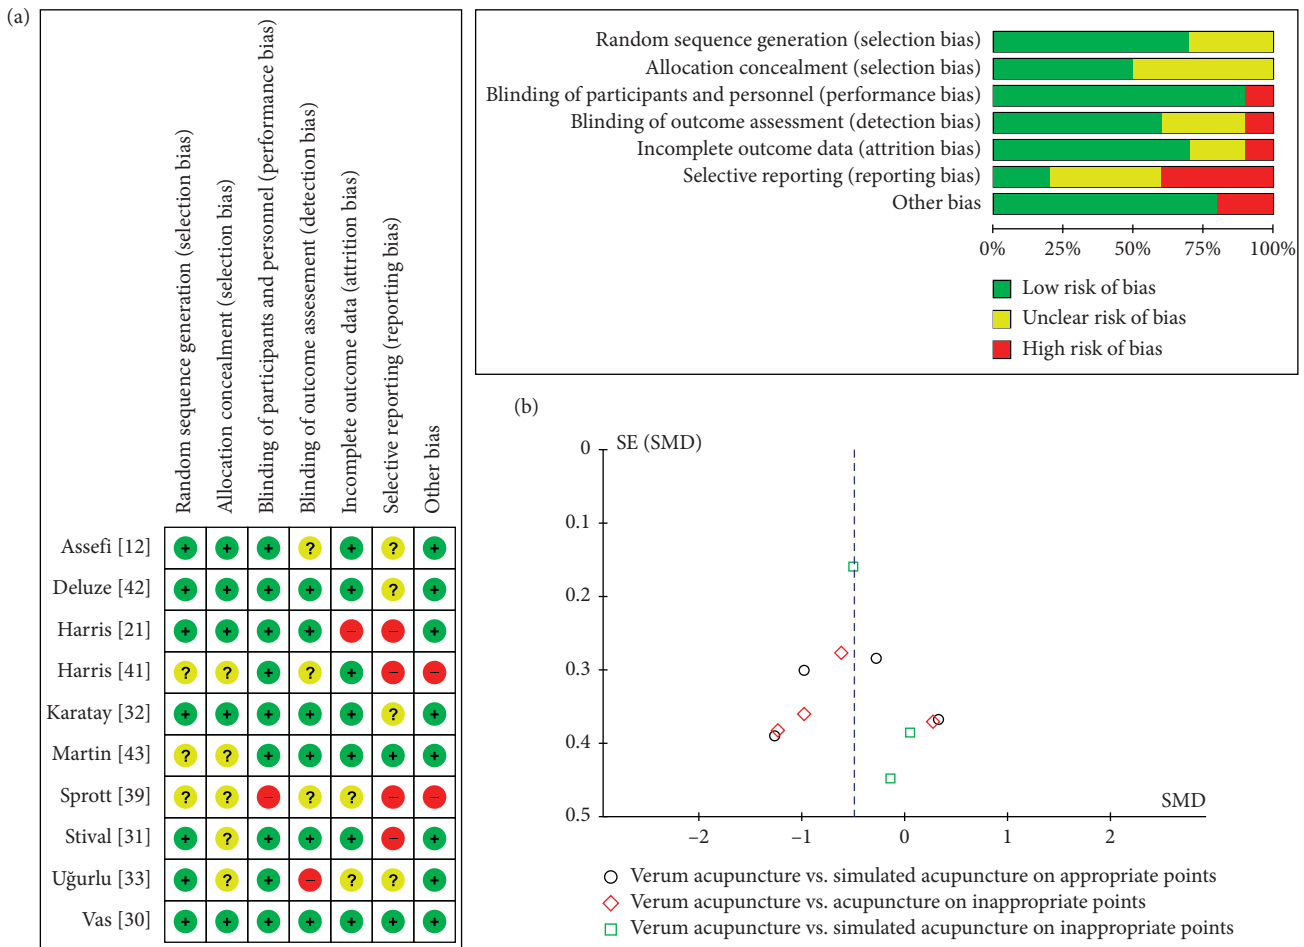 (a)
Random sequence generation (selection bias)
Allocation concealment (selection bias)
Blinding of participants and personnel (performance bias)
Blinding of outcome assesement (detection bias)
Incomplete outcome data (attrition bias)
Selective reporting (reporting bias)
Other bias
Assefi [12] + + + ? + ? +
Deluze [42] + + + + + ? +
Harris [21] + + + + − − +
Harris [41] ? ? + ? + − −
Karatay [32] + + + + + ? +
Martin [43] ? ? + + + + +
Sprott [39] ? ? − ? ? − −
Stival [31] + ? + + + − +
Uğurlu [33] + ? + − ? ? +
Vas [30] + + + + + + +
Random sequence generation (selection bias)
Allocation concealment (selection bias)
Blinding of participants and personnel (performance bias)
Blinding of outcome assessment (detection bias)
Incomplete outcome data (attrition bias)
Selective reporting (reporting bias)
Other bias
0% 25% 50% 75% 100%
Low risk of bias
Unclear risk of bias
High risk of bias
(b)
SE (SMD)
0
0.1
0.2
0.3
0.4
0.5
SMD
−2 −1 0 1 2
Verum acupuncture vs. simulated acupuncture on appropriate points
Verum acupuncture vs. acupuncture on inappropriate points
Verum acupuncture vs. simulated acupuncture on inappropriate points